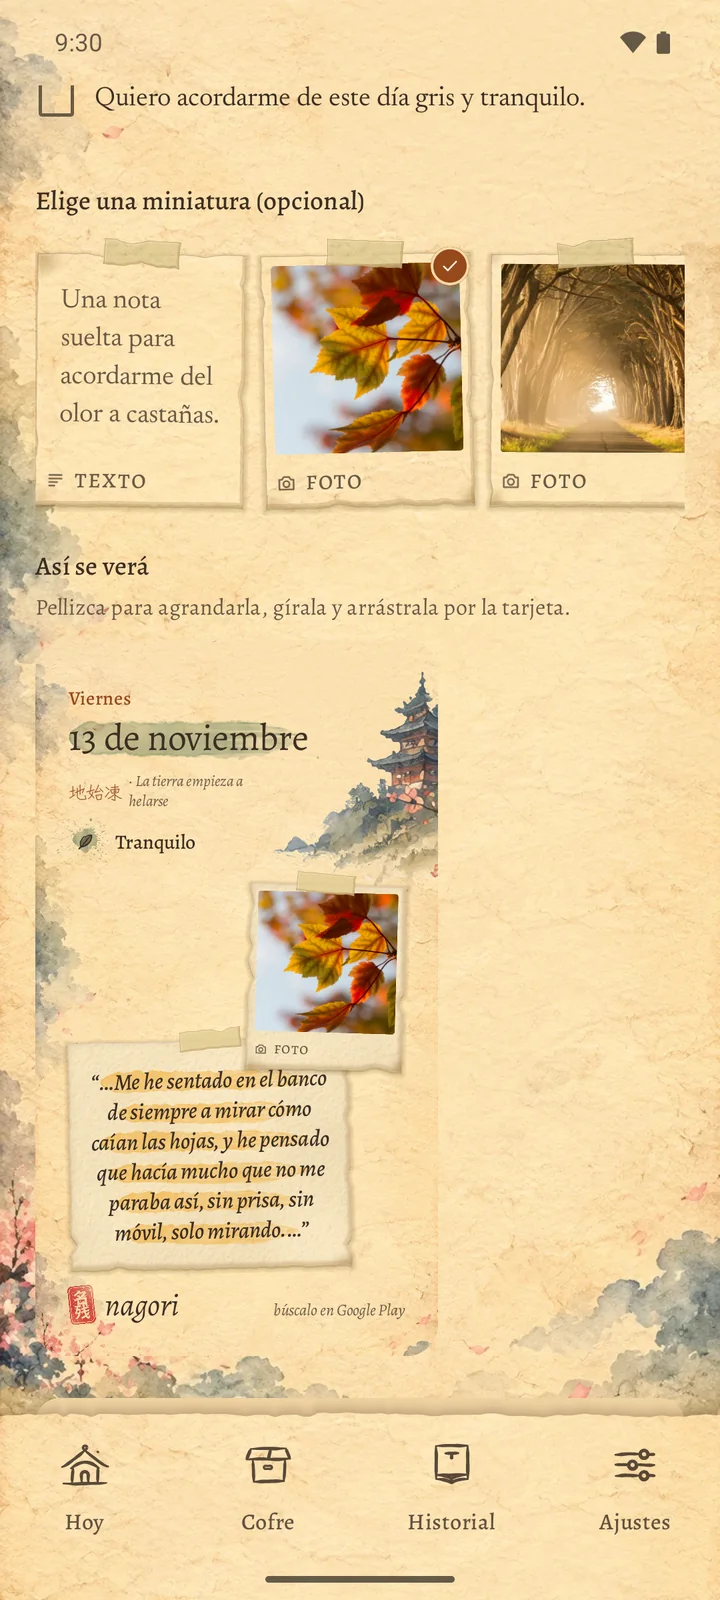 9:30
Quiero acordarme de este día gris y tranquilo.
Elige una miniatura (opcional)
Una nota
suelta para
acordarme del
olor a castañas.
TEXTO
FOTO
FOTO
Así se verá
Pellizca para agrandarla, gírala y arrástrala por la tarjeta.
Viernes
13 de noviembre
地始凍 · La tierra empieza a
helarse
Tranquilo
FOTO
“...Me he sentado en el banco
de siempre a mirar cómo
caían las hojas, y he pensado
que hacía mucho que no me
paraba así, sin prisa, sin
móvil, solo mirando....”
名残 nagori
búscalo en Google Play
Hoy
Cofre
Historial
Ajustes